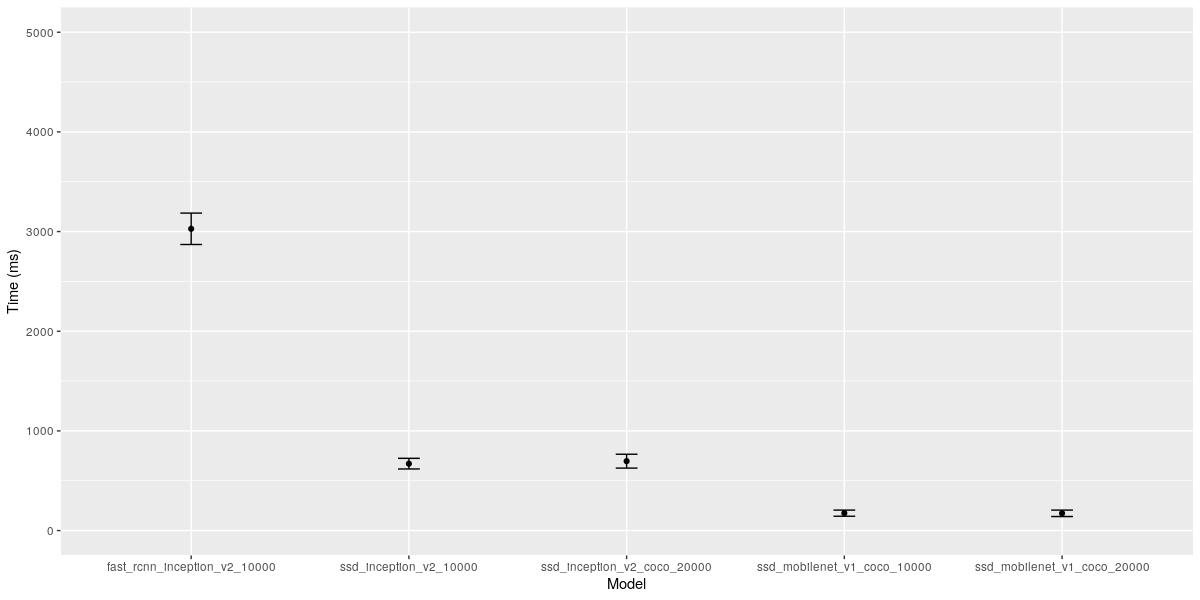 5000
4000
3000
2000
1000
0
Time (ms)
fast_rcnn_inception_v2_10000
ssd_inception_v2_10000
ssd_inception_v2_coco_20000
ssd_mobilenet_v1_coco_10000
ssd_mobilenet_v1_coco_20000
Model